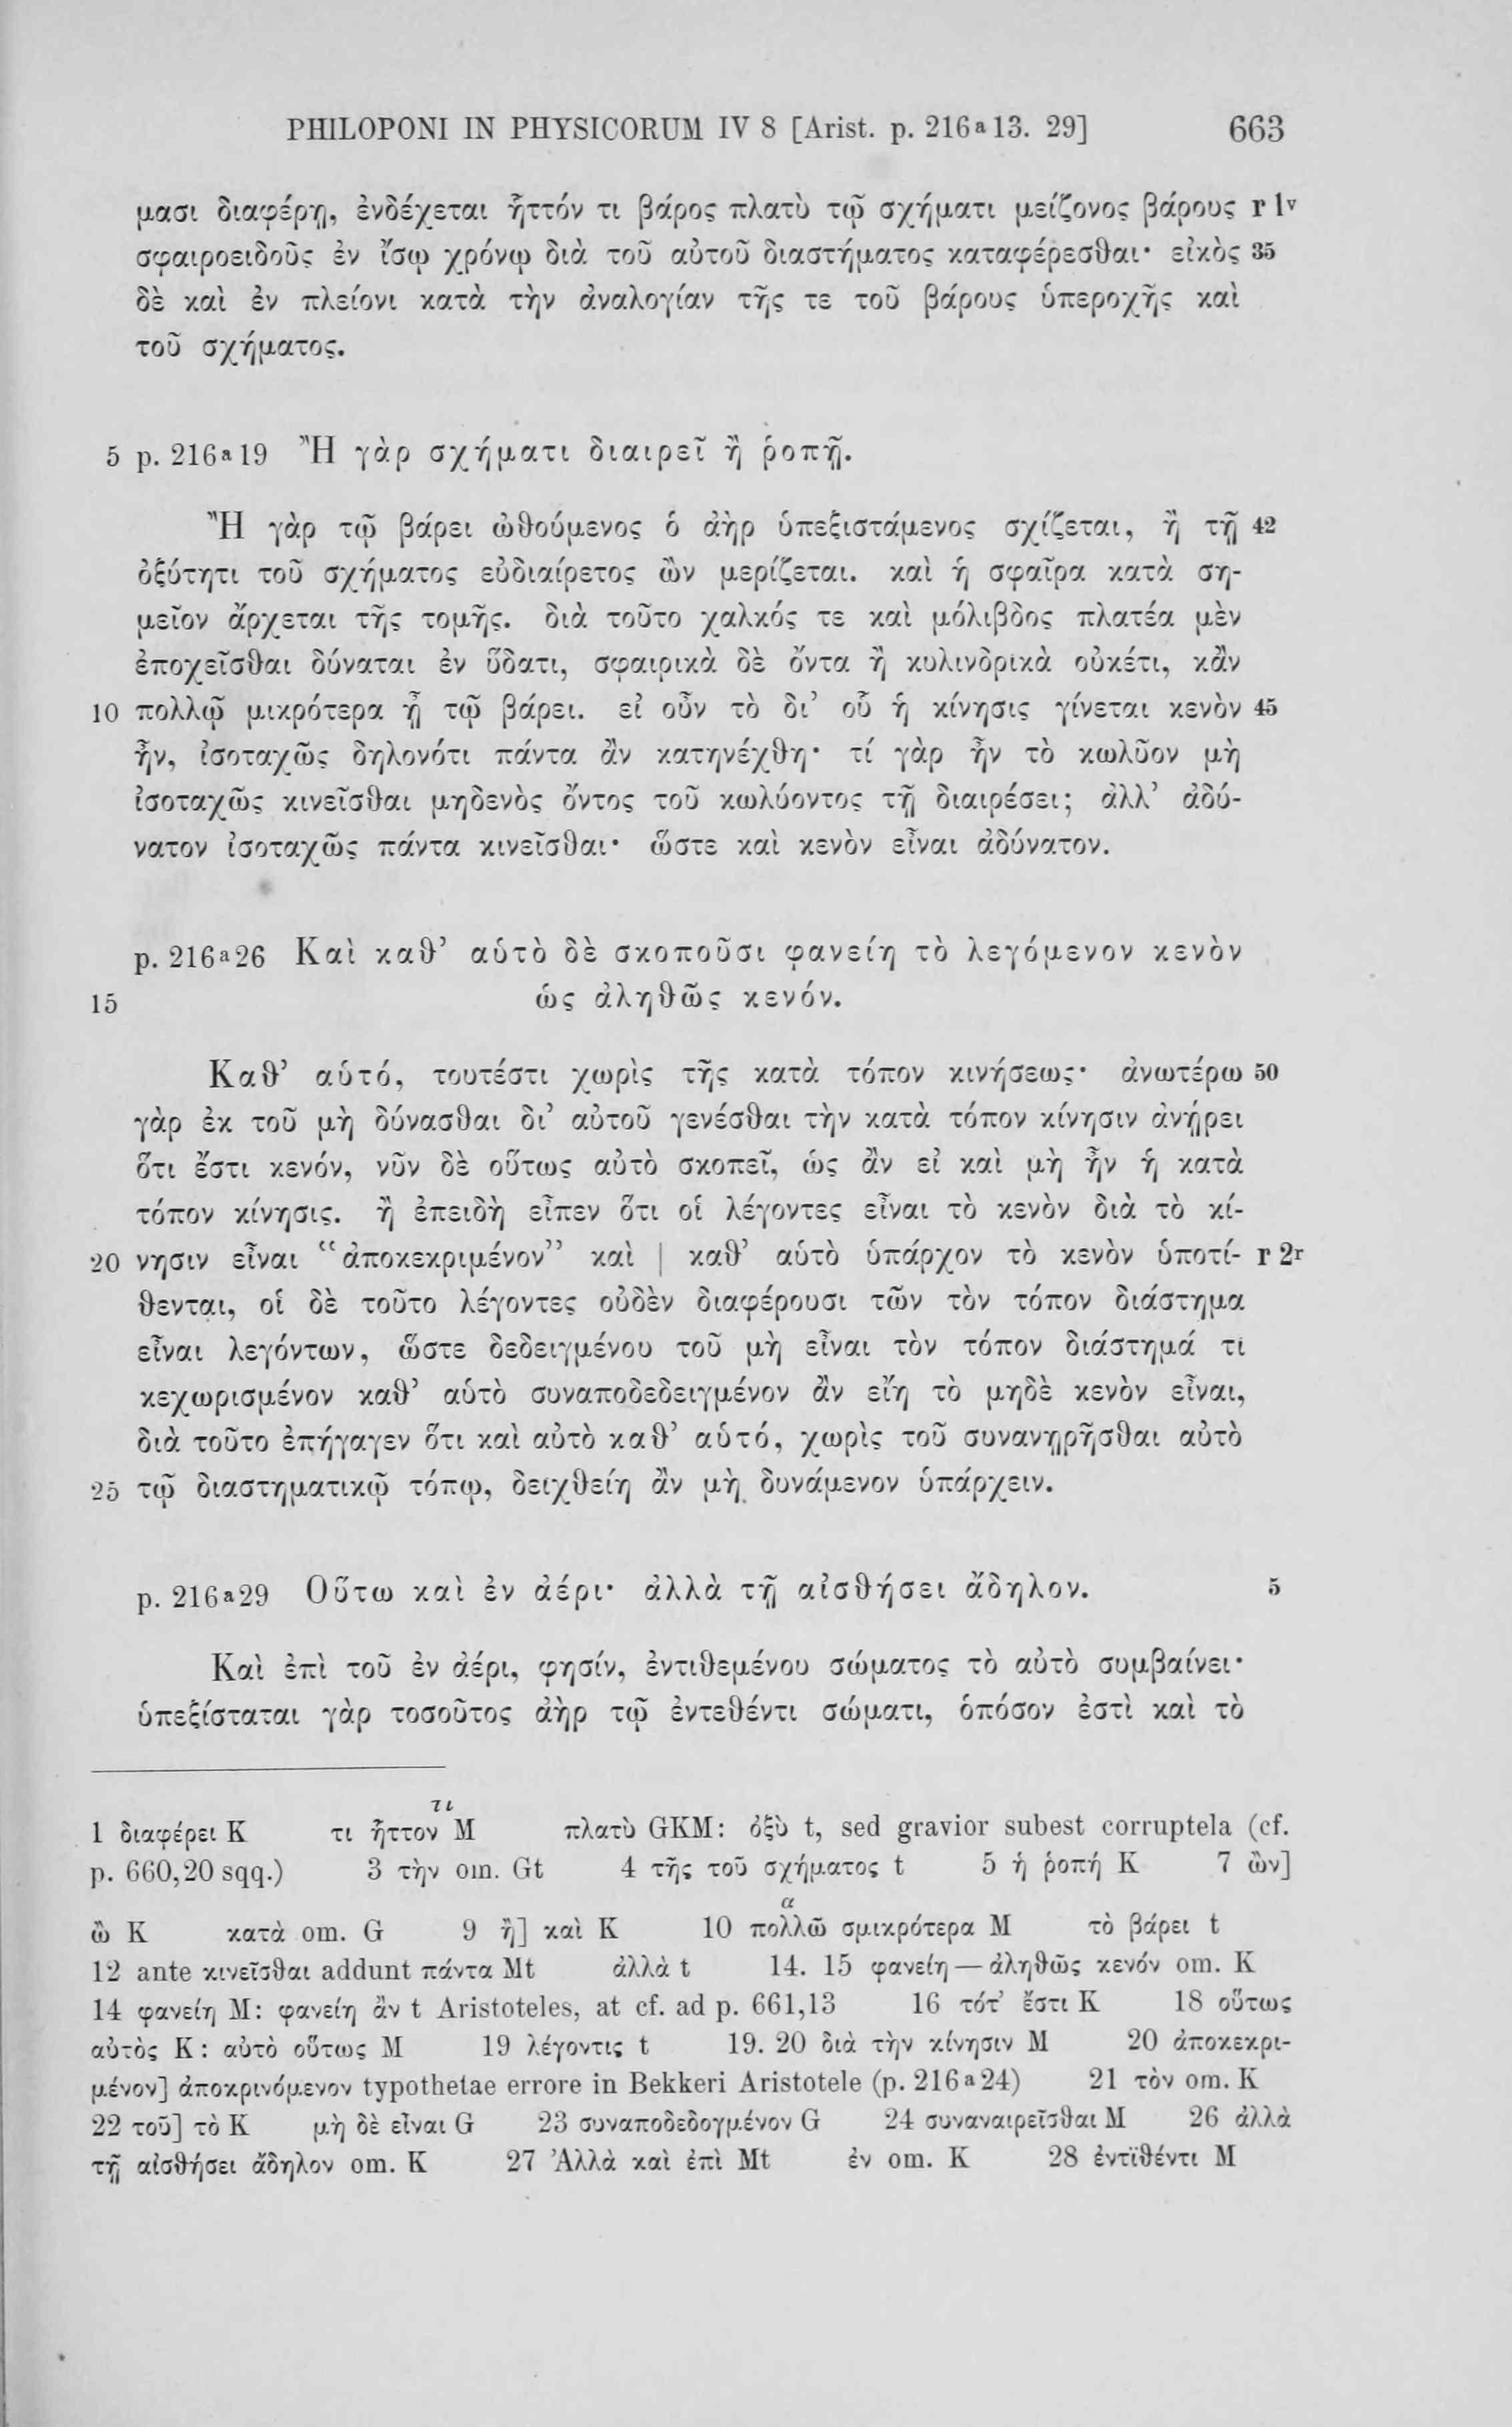 PHILOPONI IN PHYSICORUM IV 8 [Arist. p. 216ᵃ13. 29] 663
μασι διαφέρῃ, ἐνδέχεται ἧττόν τι βάρος πλατὺ τῷ σχήματι μείζονος βάρους r 1ᵛ
σφαιροειδοῦς ἐν ἴσῳ χρόνῳ διὰ τοῦ αὐτοῦ διαστήματος καταφέρεσθαι· εἰκὸς 35
δὲ καὶ ἐν πλείονι κατὰ τὴν ἀναλογίαν τῆς τε τοῦ βάρους ὑπεροχῆς καὶ
τοῦ σχήματος.
5 p. 216ᵃ19 Ἢ γὰρ σχήματι διαιρεῖ ἢ ῥοπῇ.
Ἢ γὰρ τῷ βάρει ὠθούμενος ὁ ἀὴρ ὑπεξιστάμενος σχίζεται, ἢ τῇ 42
ὀξύτητι τοῦ σχήματος εὐδιαίρετος ὢν μερίζεται. καὶ ἡ σφαῖρα κατὰ ση-
μεῖον ἄρχεται τῆς τομῆς. διὰ τοῦτο χαλκός τε καὶ μόλιβδος πλατέα μὲν
ἐποχεῖσθαι δύναται ἐν ὕδατι, σφαιρικὰ δὲ ὄντα ἢ κυλινδρικὰ οὐκέτι, κἂν
10 πολλῷ μικρότερα ᾖ τῷ βάρει. εἰ οὖν τὸ δι’ οὗ ἡ κίνησις γίνεται κενὸν 45
ἦν, ἰσοταχῶς δηλονότι πάντα ἂν κατηνέχθη· τί γὰρ ἦν τὸ κωλῦον μὴ
ἰσοταχῶς κινεῖσθαι μηδενὸς ὄντος τοῦ κωλύοντος τῇ διαιρέσει; ἀλλ’ ἀδύ-
νατον ἰσοταχῶς πάντα κινεῖσθαι· ὥστε καὶ κενὸν εἶναι ἀδύνατον.
p. 216ᵃ26 Καὶ καθ’ αὑτὸ δὲ σκοποῦσι φανείη τὸ λεγόμενον κενὸν
15 ὡς ἀληθῶς κενόν.
Καθ’ αὑτό, τουτέστι χωρὶς τῆς κατὰ τόπον κινήσεως· ἀνωτέρω 50
γὰρ ἐκ τοῦ μὴ δύνασθαι δι’ αὐτοῦ γενέσθαι τὴν κατὰ τόπον κίνησιν ἀνῄρει
ὅτι ἔστι κενόν, νῦν δὲ οὕτως αὐτὸ σκοπεῖ, ὡς ἂν εἰ καὶ μὴ ἦν ἡ κατὰ
τόπον κίνησις. ἢ ἐπειδὴ εἶπεν ὅτι οἱ λέγοντες εἶναι τὸ κενὸν διὰ τὸ κί-
20 νησιν εἶναι “ἀποκεκριμένον” καὶ | καθ’ αὑτὸ ὑπάρχον τὸ κενὸν ὑποτί- r 2ʳ
θενται, οἱ δὲ τοῦτο λέγοντες οὐδὲν διαφέρουσι τῶν τὸν τόπον διάστημα
εἶναι λεγόντων, ὥστε δεδειγμένου τοῦ μὴ εἶναι τὸν τόπον διάστημά τι
κεχωρισμένον καθ’ αὑτὸ συναποδεδειγμένον ἂν εἴη τὸ μηδὲ κενὸν εἶναι,
διὰ τοῦτο ἐπήγαγεν ὅτι καὶ αὐτὸ καθ’ αὑτό, χωρὶς τοῦ συνανῃρῆσθαι αὐτὸ
25 τῷ διαστηματικῷ τόπῳ, δειχθείη ἂν μὴ δυνάμενον ὑπάρχειν.
p. 216ᵃ29 Οὕτω καὶ ἐν ἀέρι· ἀλλὰ τῇ αἰσθήσει ἄδηλον. 5
Καὶ ἐπὶ τοῦ ἐν ἀέρι, φησίν, ἐντιθεμένου σώματος τὸ αὐτὸ συμβαίνει·
ὑπεξίσταται γὰρ τοσοῦτος ἀὴρ τῷ ἐντεθέντι σώματι, ὁπόσον ἐστὶ καὶ τὸ
τι
1 διαφέρει K τι ἧττον M πλατὺ GKM: ὀξὺ t, sed gravior subest corruptela (cf.
p. 660,20 sqq.) 3 τὴν om. Gt 4 τῆς τοῦ σχήματος t 5 ἡ ῥοπή K 7 ὢν]
α
ὢ K κατὰ om. G 9 ἢ] καὶ K 10 πολλῶ σμικρότερα M τὸ βάρει t
12 ante κινεῖσθαι addunt πάντα Mt ἀλλὰ t 14. 15 φανείη — ἀληθῶς κενόν om. K
14 φανείη M: φανείη ἂν t Aristoteles, at cf. ad p. 661,13 16 τότ’ ἔστι K 18 οὕτως
αὐτὸς K: αὐτὸ οὕτως M 19 λέγοντις t 19. 20 διὰ τὴν κίνησιν M 20 ἀποκεκρι-
μένον] ἀποκρινόμενον typothetae errore in Bekkeri Aristotele (p. 216ᵃ24) 21 τὸν om. K
22 τοῦ] τὸ K μὴ δὲ εἶναι G 23 συναποδεδογμένον G 24 συναναιρεῖσθαι M 26 ἀλλὰ
τῇ αἰσθήσει ἄδηλον om. K 27 Ἀλλὰ καὶ ἐπὶ Mt ἐν om. K 28 ἐντϊθέντι M